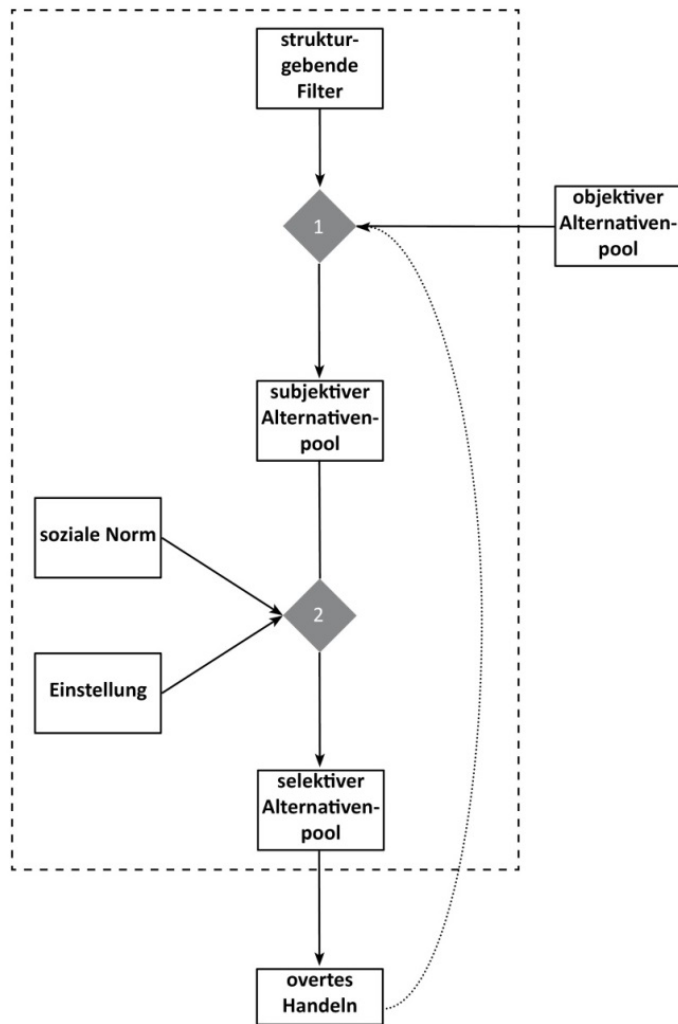 struktur-
gebende
Filter
1
objektiver
Alternativen-
pool
subjektiver
Alternativen-
pool
soziale Norm
2
Einstellung
selektiver
Alternativen-
pool
overtes
Handeln